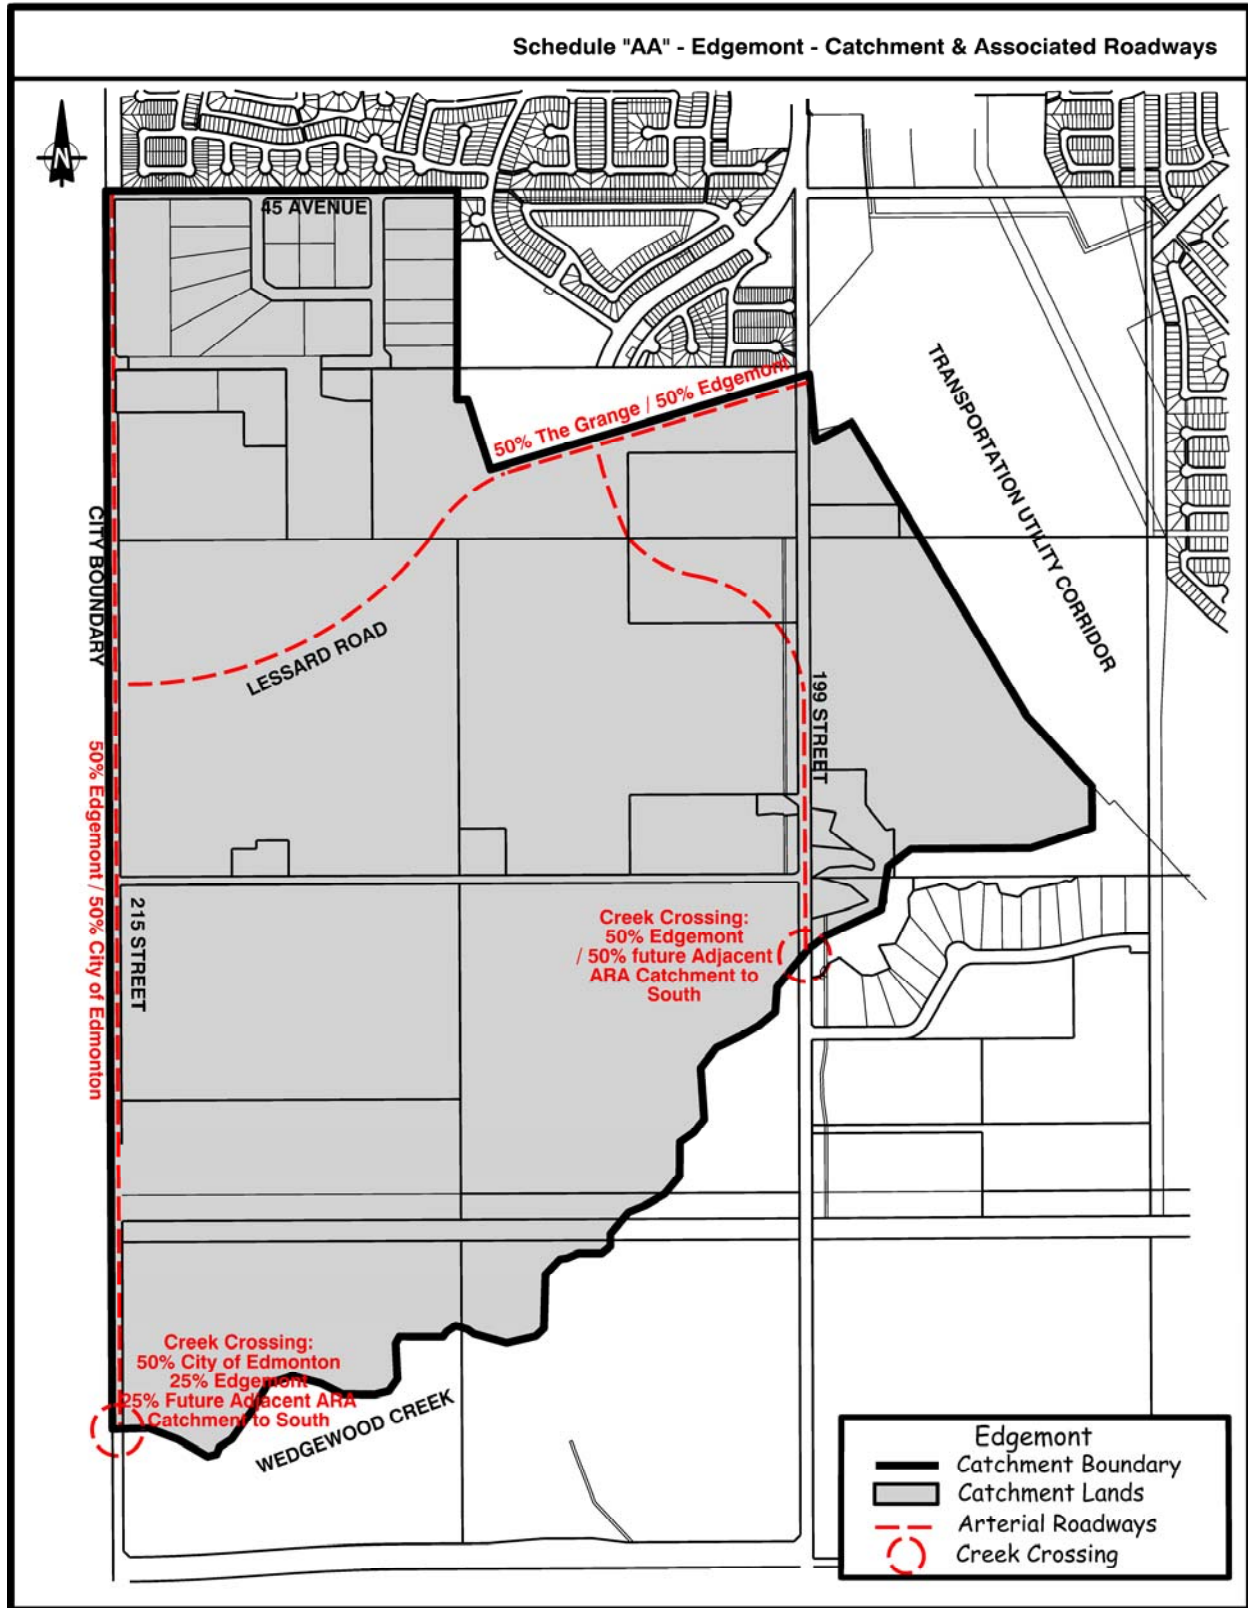 Schedule "AA" - Edgemont - Catchment & Associated Roadways
N
45 AVENUE
50% The Grange / 50% Edgemont
TRANSPORTATION UTILITY CORRIDOR
CITY BOUNDARY
LESSARD ROAD
199 STREET
50% Edgemont / 50% City of Edmonton
215 STREET
Creek Crossing:
50% Edgemont
/ 50% future Adjacent
ARA Catchment to
South
Creek Crossing:
50% City of Edmonton
25% Edgemont
25% Future Adjacent ARA
Catchment to South
WEDGEWOOD CREEK
Edgemont
Catchment Boundary
Catchment Lands
Arterial Roadways
Creek Crossing